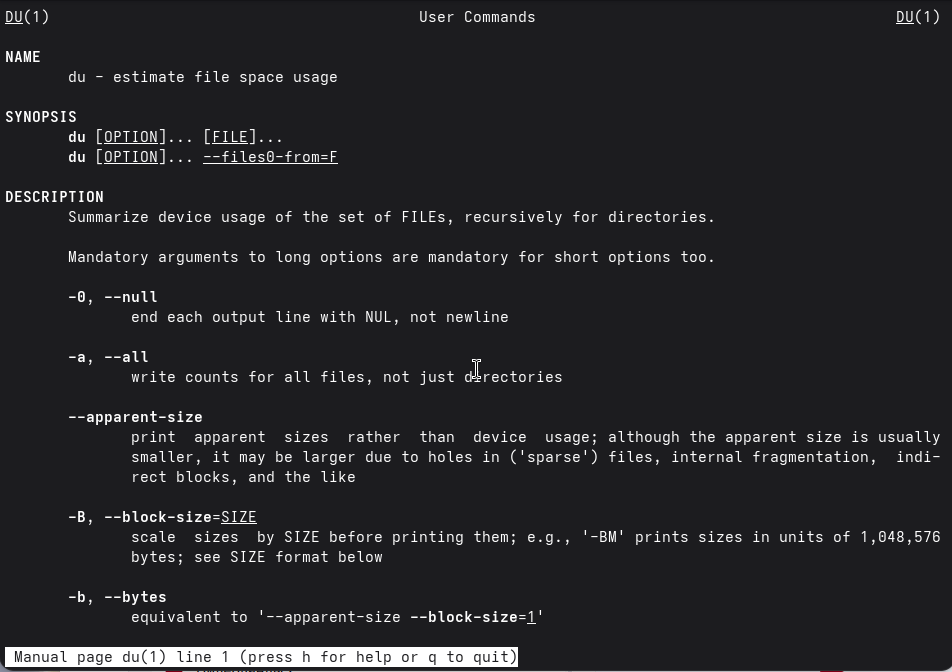 DU(1) User Commands DU(1)
NAME
du - estimate file space usage
SYNOPSIS
du [OPTION]... [FILE]...
du [OPTION]... --files0-from=F
DESCRIPTION
Summarize device usage of the set of FILEs, recursively for directories.
Mandatory arguments to long options are mandatory for short options too.
-0, --null
end each output line with NUL, not newline
-a, --all
write counts for all files, not just directories
--apparent-size
print apparent sizes rather than device usage; although the apparent size is usually
smaller, it may be larger due to holes in ('sparse') files, internal fragmentation, indi-
rect blocks, and the like
-B, --block-size=SIZE
scale sizes by SIZE before printing them; e.g., '-BM' prints sizes in units of 1,048,576
bytes; see SIZE format below
-b, --bytes
equivalent to '--apparent-size --block-size=1'
Manual page du(1) line 1 (press h for help or q to quit)